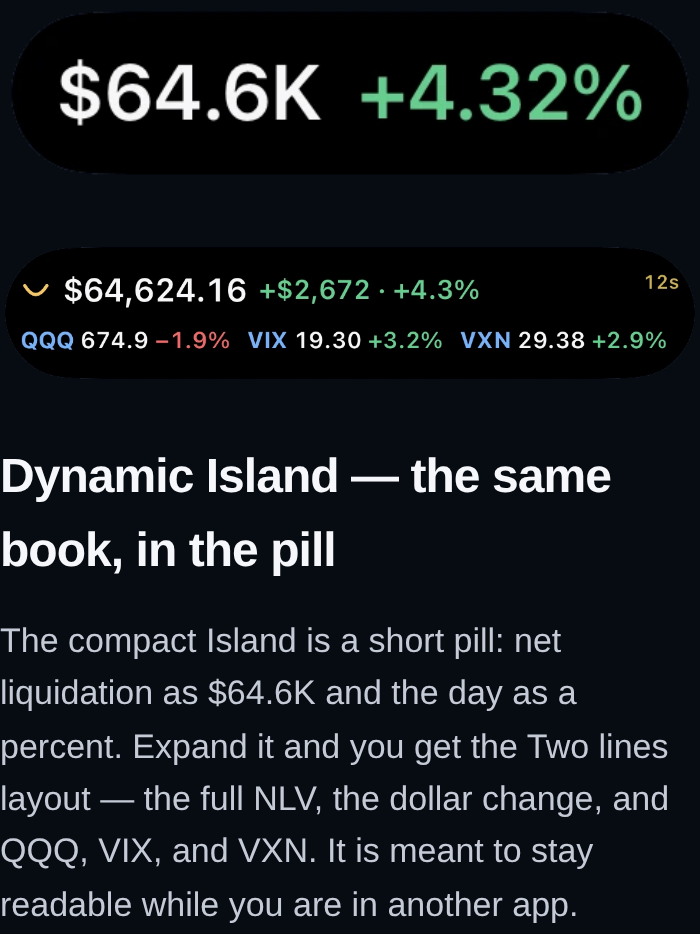 $64.6K +4.32%
$64,624.16 +$2,672 · +4.3% 12s
QQQ 674.9 −1.9% VIX 19.30 +3.2% VXN 29.38 +2.9%
Dynamic Island — the same
book, in the pill
The compact Island is a short pill: net
liquidation as $64.6K and the day as a
percent. Expand it and you get the Two lines
layout — the full NLV, the dollar change, and
QQQ, VIX, and VXN. It is meant to stay
readable while you are in another app.